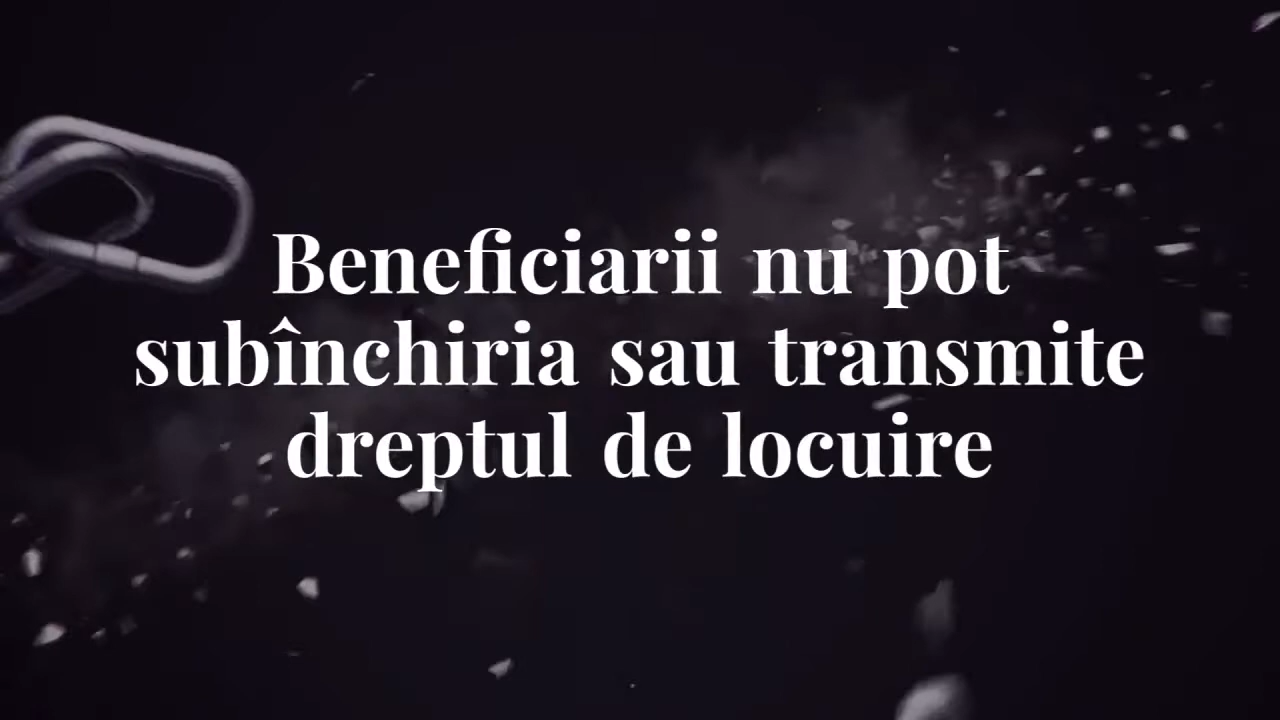 Beneficiarii nu pot
subînchiria sau transmite
dreptul de locuire